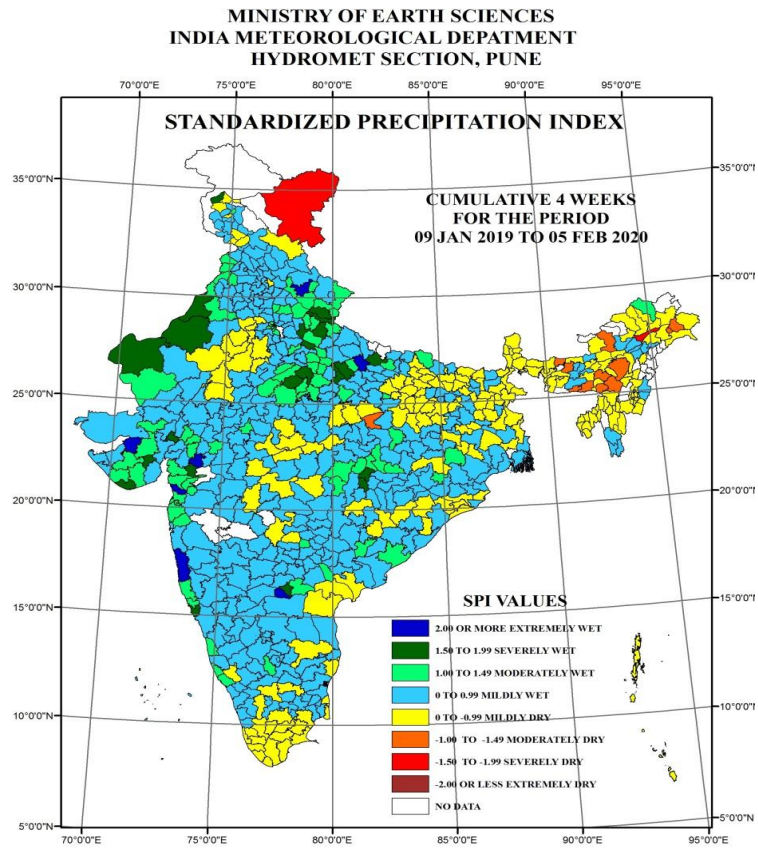 MINISTRY OF EARTH SCIENCES
INDIA METEOROLOGICAL DEPATMENT
HYDROMET SECTION, PUNE
70°0'0"E 75°0'0"E 80°0'0"E 85°0'0"E 90°0'0"E 95°0'0"E
STANDARDIZED PRECIPITATION INDEX
35°0'0"N 35°0'0"N
CUMULATIVE 4 WEEKS
FOR THE PERIOD
09 JAN 2019 TO 05 FEB 2020
30°0'0"N 30°0'0"N
25°0'0"N 25°0'0"N
20°0'0"N 20°0'0"N
15°0'0"N 15°0'0"N
SPI VALUES
2.00 OR MORE EXTREMELY WET
1.50 TO 1.99 SEVERELY WET
1.00 TO 1.49 MODERATELY WET
0 TO 0.99 MILDLY WET
10°0'0"N 10°0'0"N
0 TO -0.99 MILDLY DRY
-1.00 TO -1.49 MODERATELY DRY
-1.50 TO -1.99 SEVERELY DRY
-2.00 OR LESS EXTREMELY DRY
NO DATA
5°0'0"N 5°0'0"N
70°0'0"E 75°0'0"E 80°0'0"E 85°0'0"E 90°0'0"E 95°0'0"E